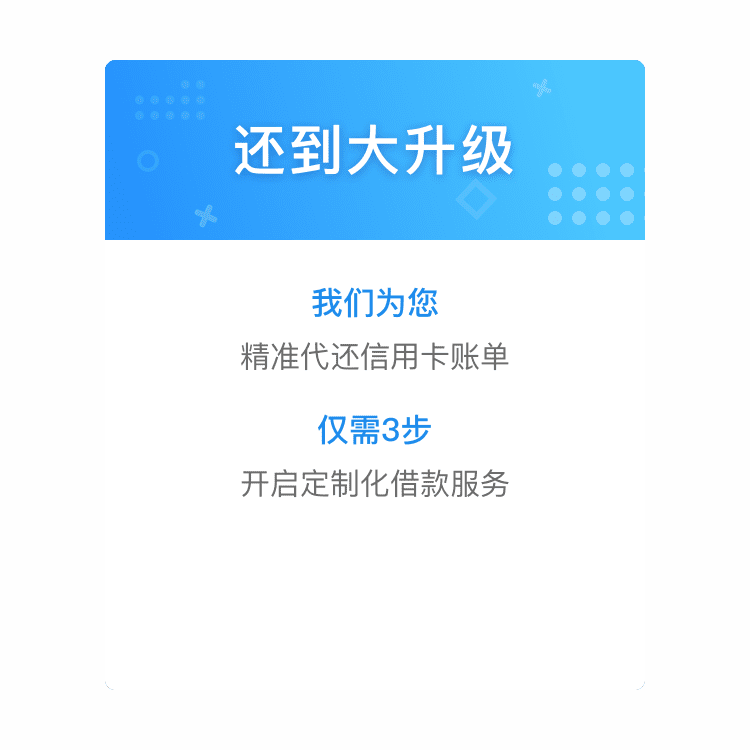 还到大升级
我们为您
精准代还信用卡账单
仅需3步
开启定制化借款服务